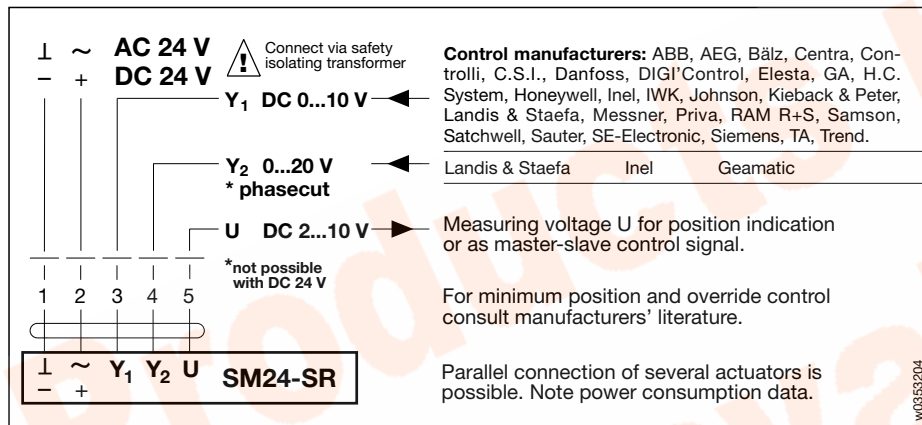 ⊥ ~ AC 24 V
− + DC 24 V
Connect via safety
isolating transformer
Y1 DC 0...10 V
Y2 0...20 V
* phasecut
U DC 2...10 V
*not possible
with DC 24 V
1 2 3 4 5
⊥ ~ Y1 Y2 U
− +
SM24-SR
Control manufacturers: ABB, AEG, Bälz, Centra, Con-
trolli, C.S.I., Danfoss, DIGI'Control, Elesta, GA, H.C.
System, Honeywell, Inel, IWK, Johnson, Kieback & Peter,
Landis & Staefa, Messner, Priva, RAM R+S, Samson,
Satchwell, Sauter, SE-Electronic, Siemens, TA, Trend.
Landis & Staefa Inel Geamatic
Measuring voltage U for position indication
or as master-slave control signal.
For minimum position and override control
consult manufacturers' literature.
Parallel connection of several actuators is
possible. Note power consumption data.
w0353204
Products